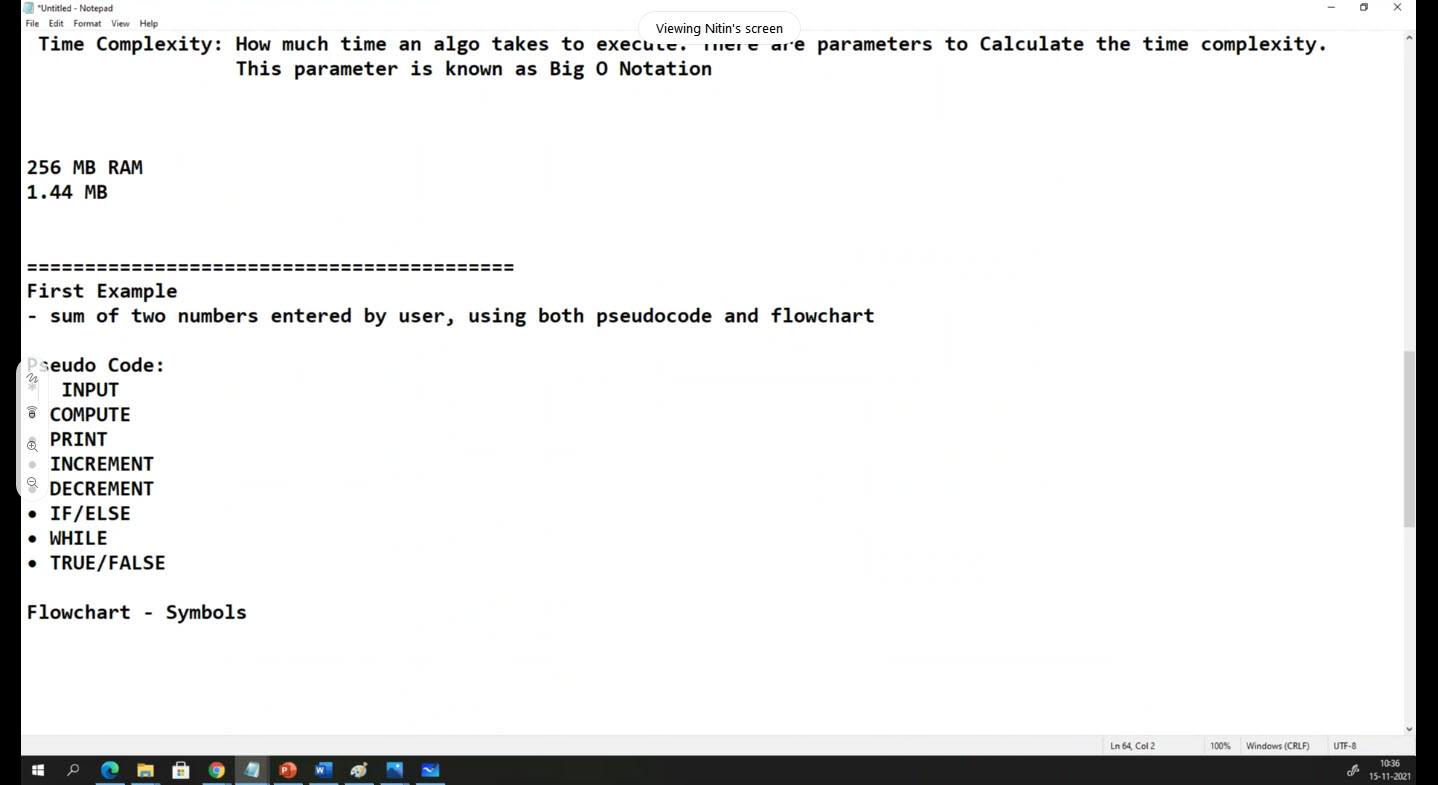 *Untitled - Notepad
File Edit Format View Help
Viewing Nitin's screen
Time Complexity: How much time an algo takes to execute. There are parameters to Calculate the time complexity.
This parameter is known as Big O Notation
256 MB RAM
1.44 MB
==========================================
First Example
- sum of two numbers entered by user, using both pseudocode and flowchart
Pseudo Code:
* INPUT
• COMPUTE
• PRINT
• INCREMENT
• DECREMENT
• IF/ELSE
• WHILE
• TRUE/FALSE
Flowchart - Symbols
Ln 64, Col 2 100% Windows (CRLF) UTF-8
10:36
15-11-2021